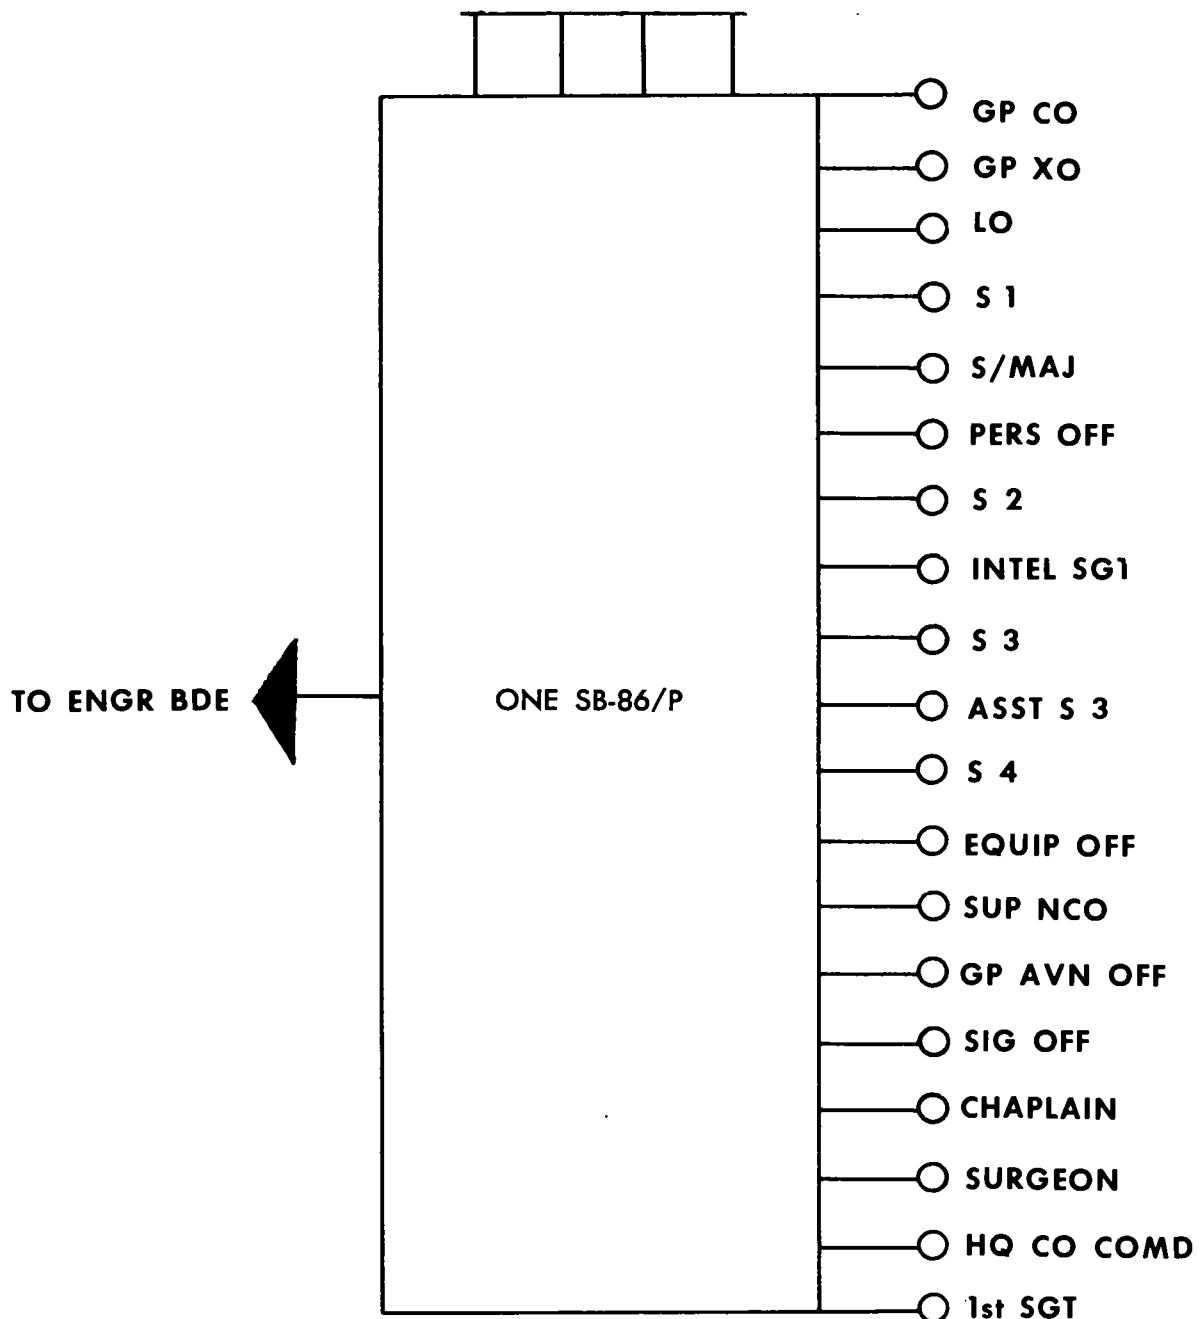 GP CO
GP XO
LO
S 1
S/MAJ
PERS OFF
S 2
INTEL SG1
S 3
TO ENGR BDE
ONE SB-86/P
ASST S 3
S 4
EQUIP OFF
SUP NCO
GP AVN OFF
SIG OFF
CHAPLAIN
SURGEON
HQ CO COMD
1st SGT